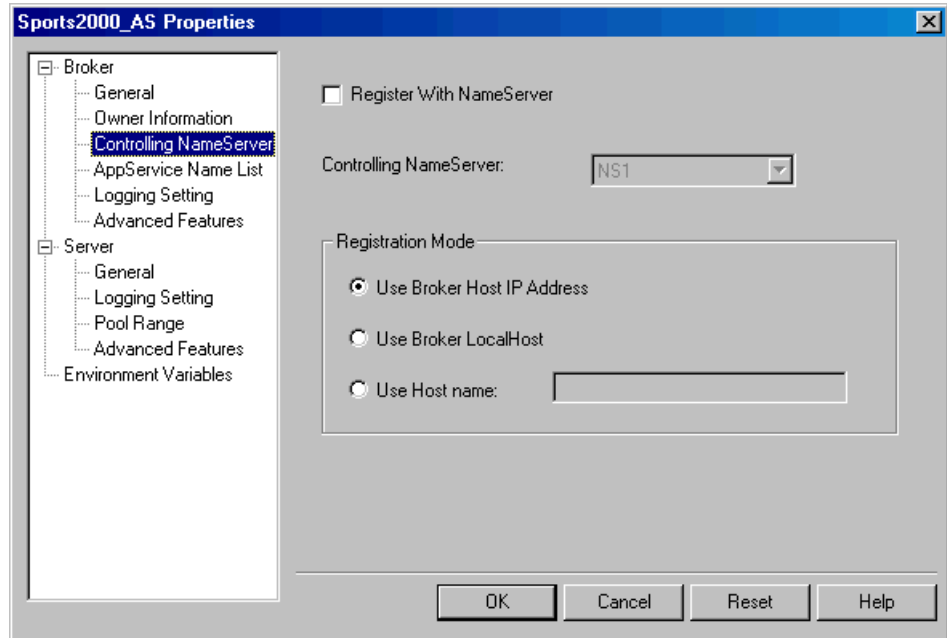 Sports2000_AS Properties
Broker
General
Owner Information
Controlling NameServer
AppService Name List
Logging Setting
Advanced Features
Server
General
Logging Setting
Pool Range
Advanced Features
Environment Variables
Register With NameServer
Controlling NameServer:
NS1
Registration Mode
Use Broker Host IP Address
Use Broker LocalHost
Use Host name:
OK
Cancel
Reset
Help